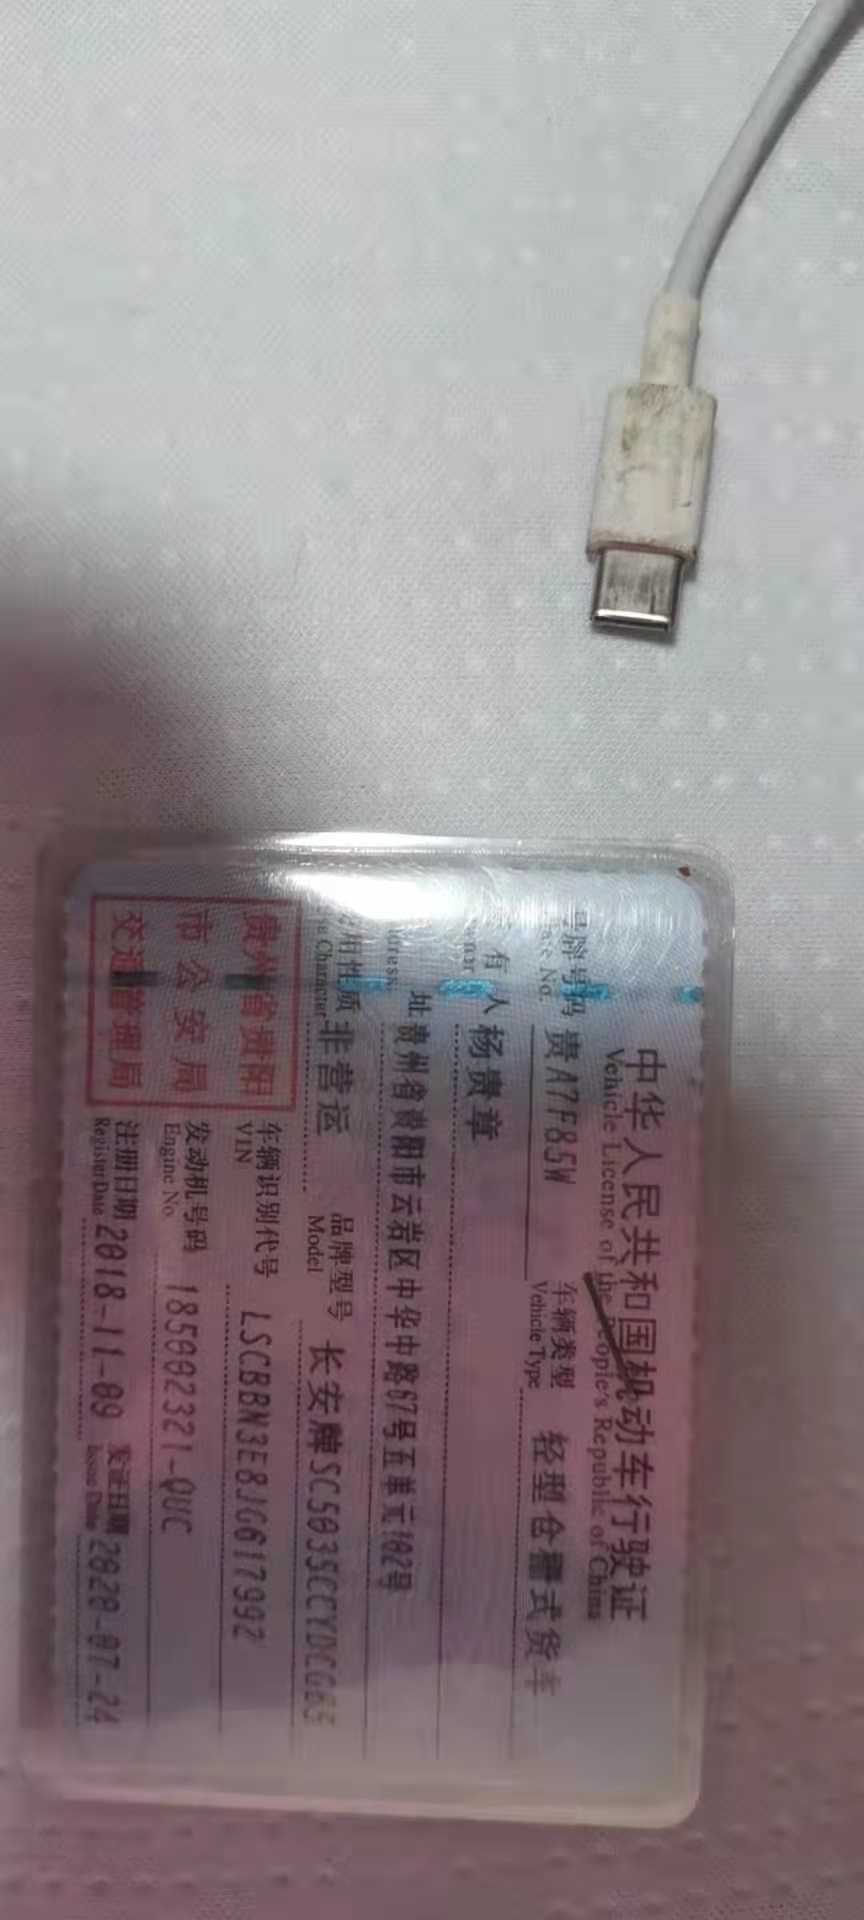 中华人民共和国机动车行驶证
Vehicle License of the People's Republic of China
号牌号码 贵A7F85W 车辆类型 轻型仓栅式货车
Plate No. Vehicle Type
有人 杨贵章
址 贵州省贵阳市云岩区中华中路67号五单元102号
Address
使用性质 非营运 品牌型号 长安牌SC5035CCYDCGB5
Use Character Model
贵州省贵阳
市公安局
交通管理局
车辆识别代号 LSCBBN3E8JG617992
VIN
发动机号码 185002321-QUC
Engine No.
注册日期 2018-11-09 发证日期 2020-07-24
Register Date Issue Date